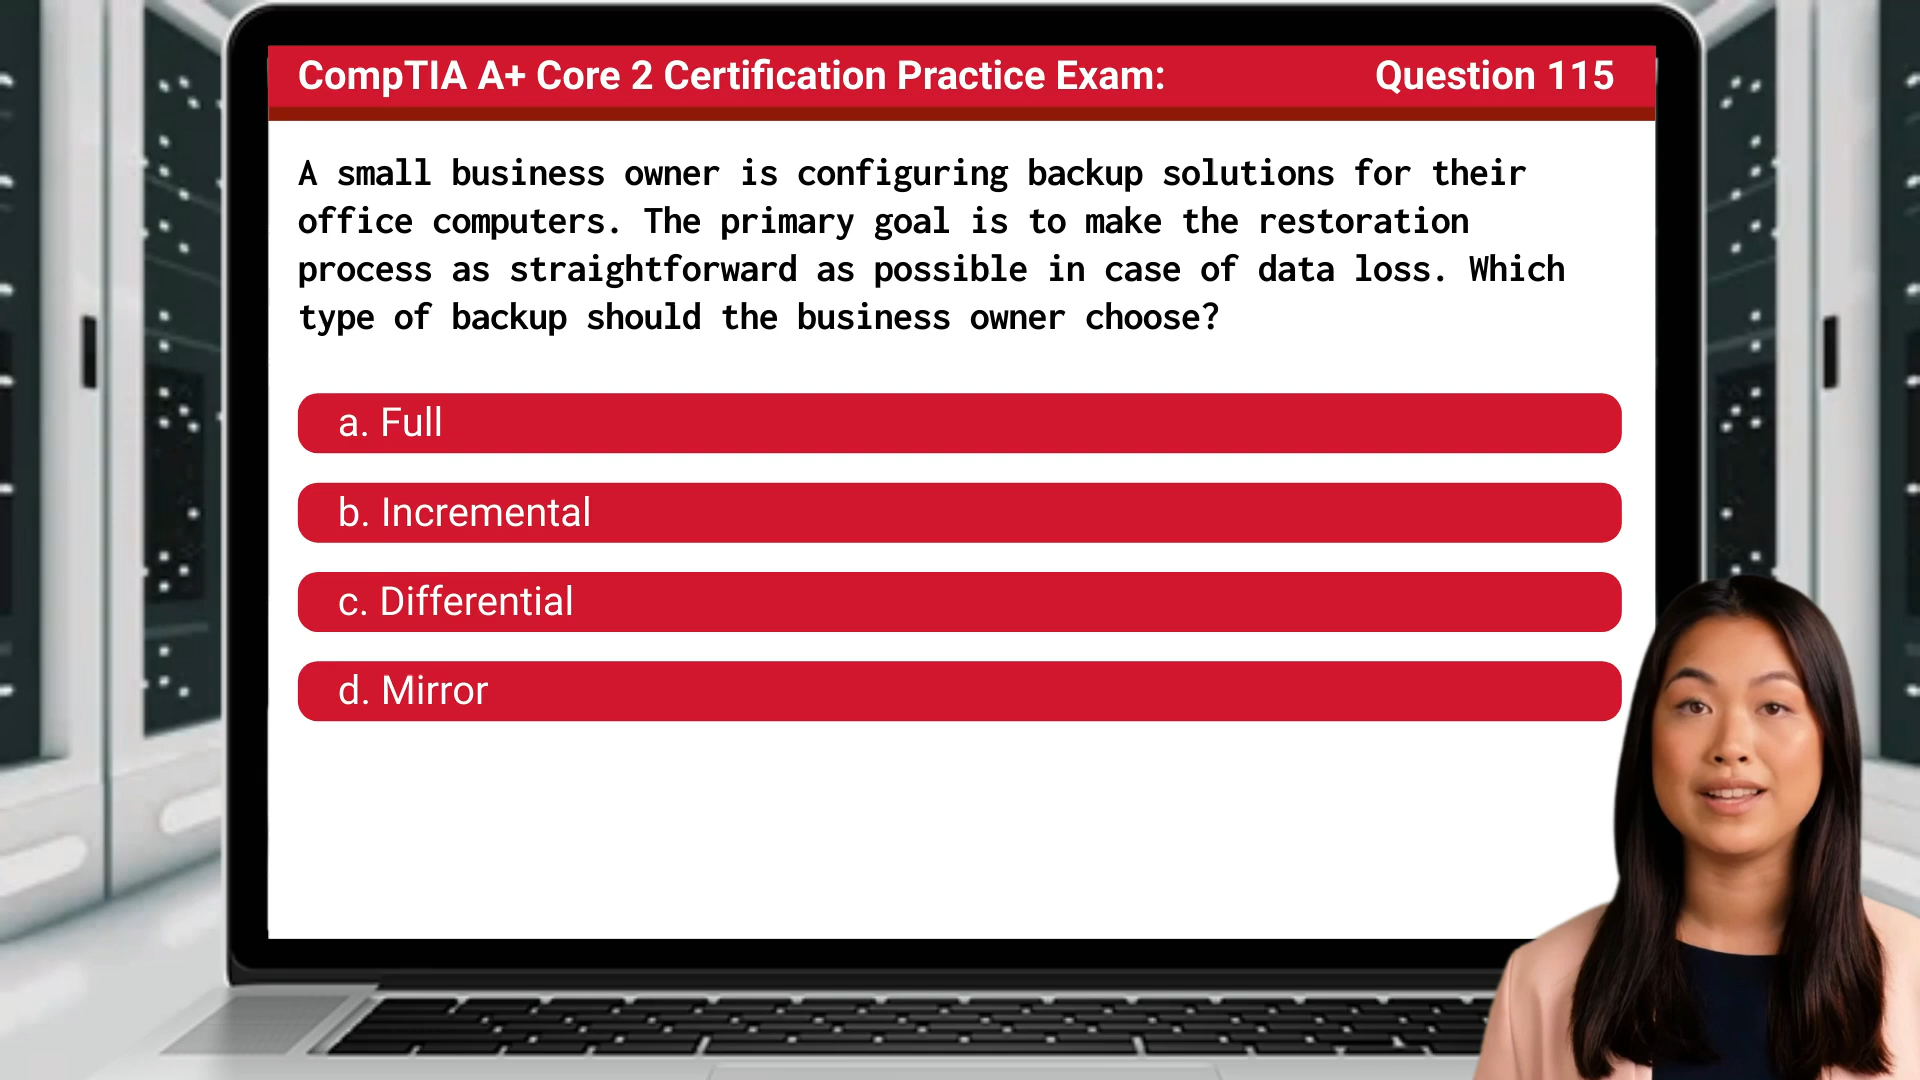 CompTIA A+ Core 2 Certification Practice Exam: Question 115
A small business owner is configuring backup solutions for their
office computers. The primary goal is to make the restoration
process as straightforward as possible in case of data loss. Which
type of backup should the business owner choose?
a. Full
b. Incremental
c. Differential
d. Mirror